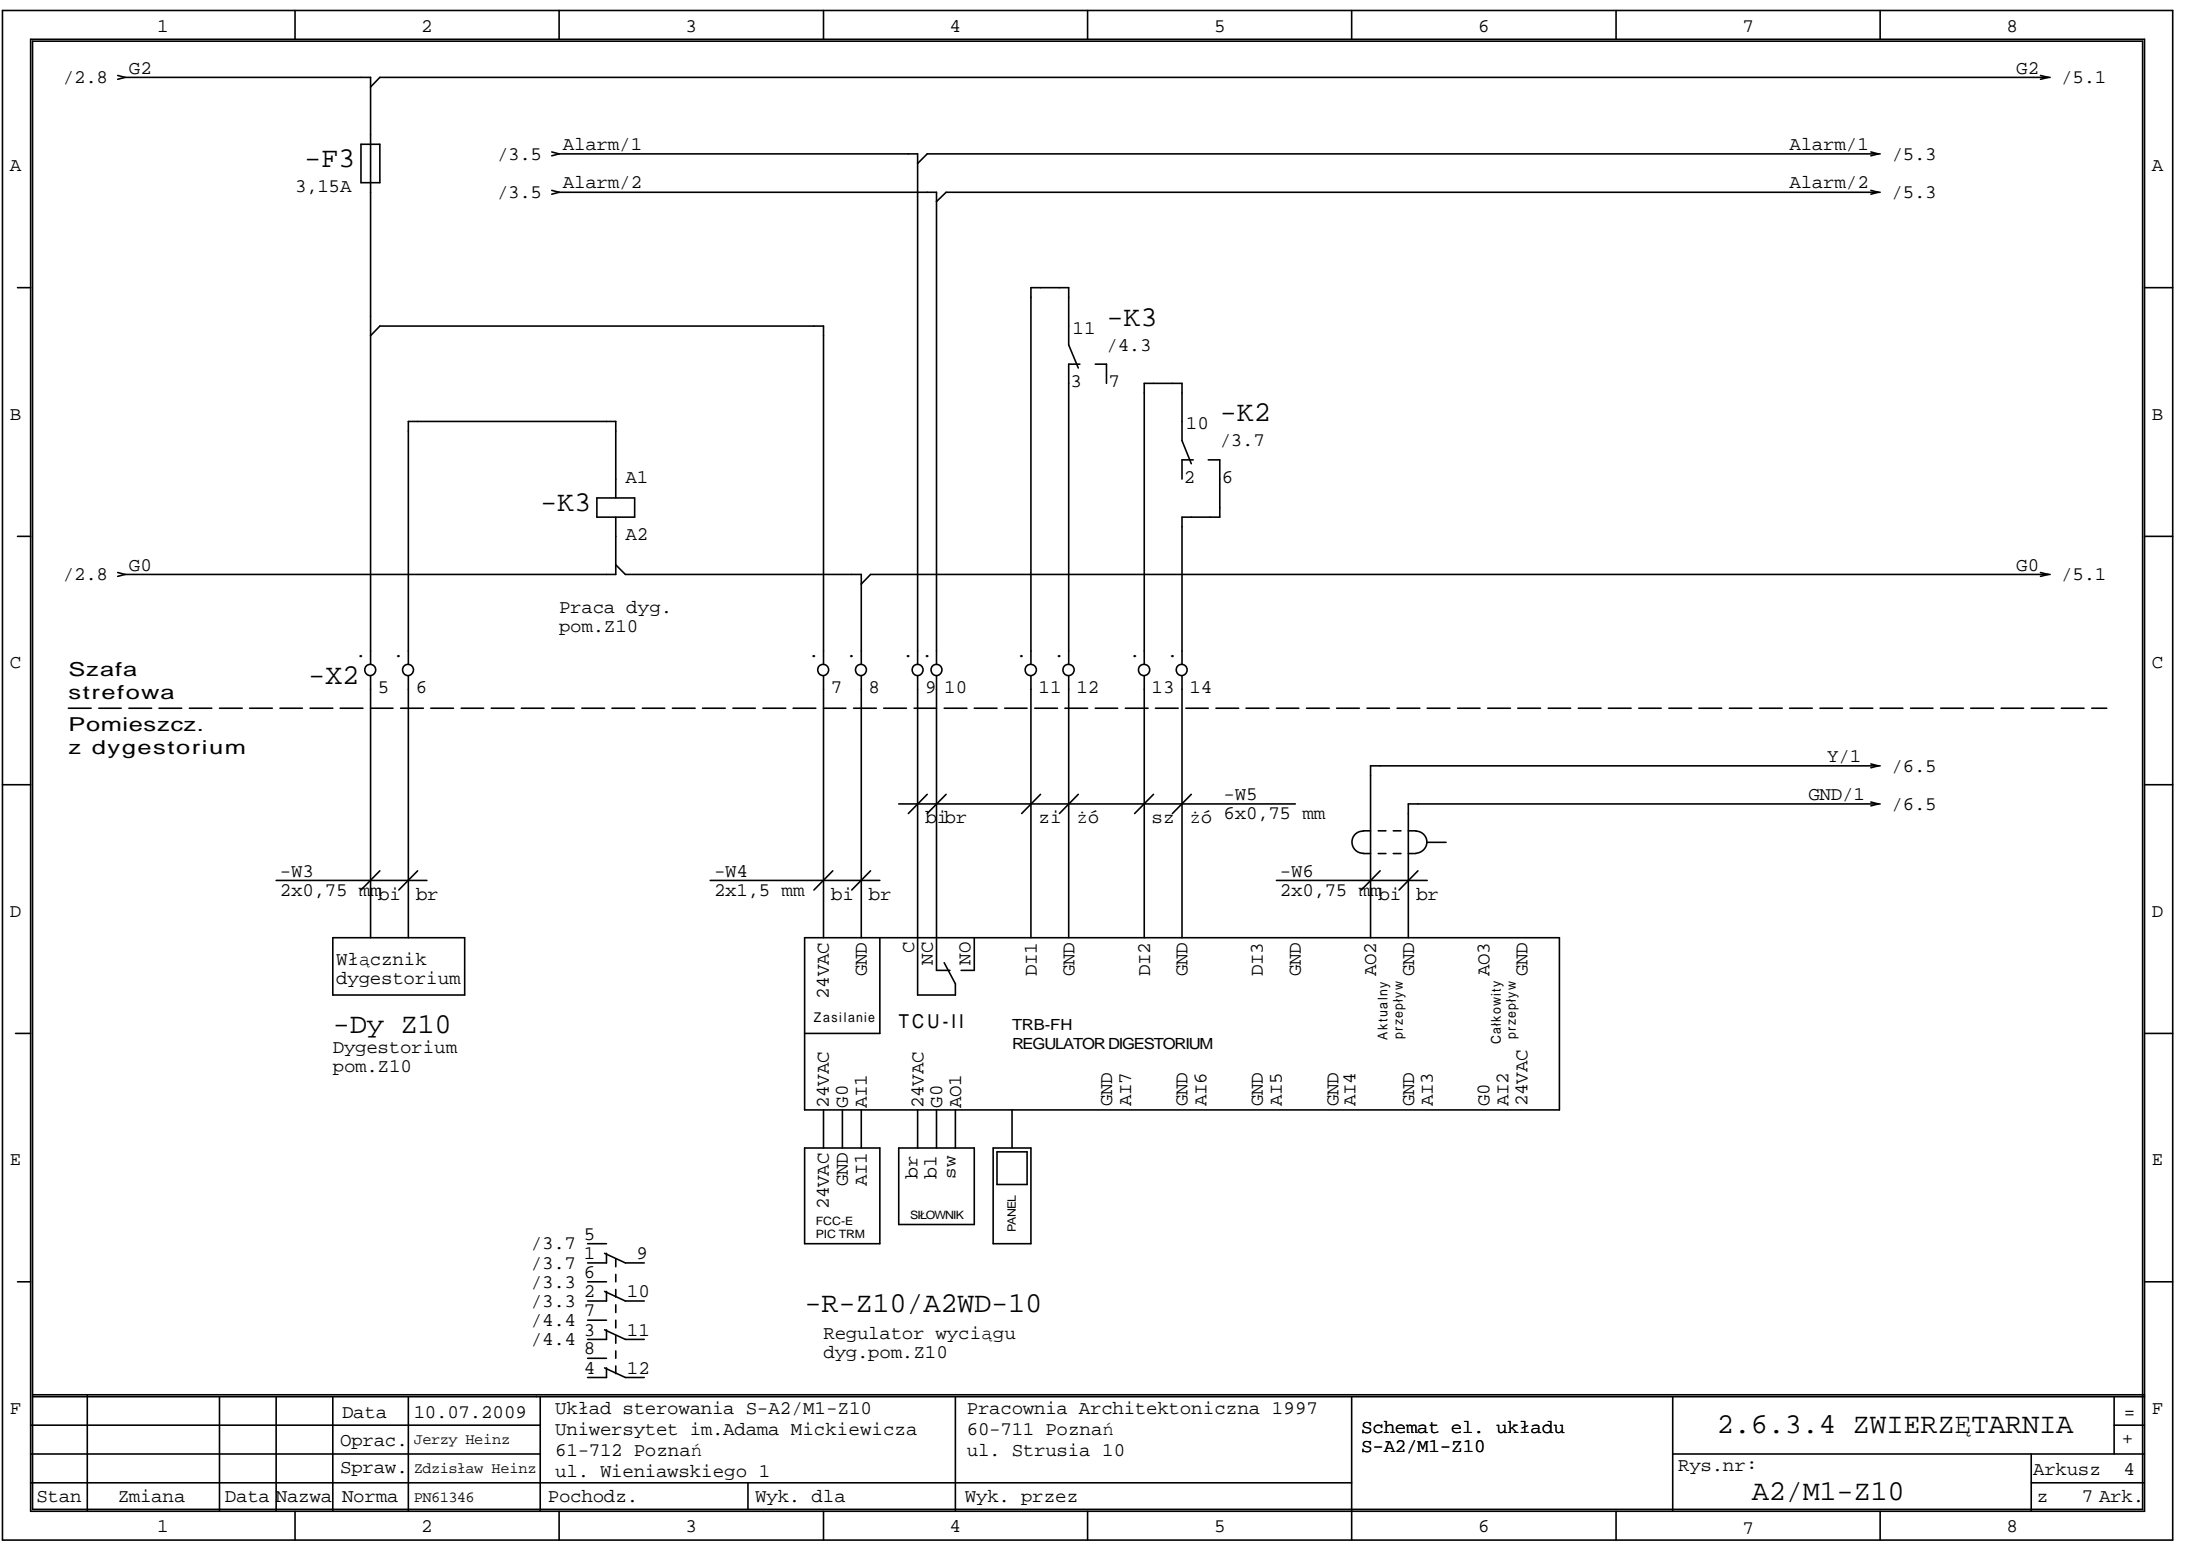 1 2 3 4 5 6 7 8
/2.8 G2
G2 /5.1
A
A
-F3
3,15A
/3.5 Alarm/1
Alarm/1 /5.3
/3.5 Alarm/2
Alarm/2 /5.3
11 -K3
/4.3
3 7
B
B
10 -K2
/3.7
2 6
A1
-K3
A2
/2.8 G0
G0 /5.1
Praca dyg.
pom.Z10
C
C
Szafa
strefowa
-X2 5 6 7 8 9 10 11 12 13 14
Pomieszcz.
z dygestorium
Y/1 /6.5
GND/1 /6.5
-W5
6x0,75 mm
bi br zi żó sz żó
-W3
2x0,75 mm bi br
-W4
2x1,5 mm bi br
-W6
2x0,75 mm bi br
D
D
Włącznik
dygestorium
-Dy Z10
Dygestorium
pom.Z10
24VAC GND C NC NO DI1 GND DI2 GND DI3 GND AO2 GND AO3 GND
Zasilanie
TCU-II
TRB-FH
REGULATOR DIGESTORIUM
Aktualny
przepływ
Całkowity
przepływ
24VAC G0 AI1 24VAC G0 AO1 GND AI7 GND AI6 GND AI5 GND AI4 GND AI3 G0 AI2 24VAC
E
E
24VAC GND AI1
FCC-E
PIC TRM
br bl sw
SIŁOWNIK
PANEL
/3.7 5
/3.7 1 9
/3.3 6
/3.3 2 10
/4.4 7
/4.4 3 11
8
4 12
-R-Z10/A2WD-10
Regulator wyciągu
dyg.pom.Z10
F
F
Data 10.07.2009
Oprac. Jerzy Heinz
Spraw. Zdzisław Heinz
Stan Zmiana Data Nazwa Norma PN61346
Układ sterowania S-A2/M1-Z10
Uniwersytet im.Adama Mickiewicza
61-712 Poznań
ul. Wieniawskiego 1
Pochodz. Wyk. dla
Pracownia Architektoniczna 1997
60-711 Poznań
ul. Strusia 10
Wyk. przez
Schemat el. układu
S-A2/M1-Z10
2.6.3.4 ZWIERZĘTARNIA
=
+
Rys.nr:
A2/M1-Z10
Arkusz 4
z 7 Ark.
1 2 3 4 5 6 7 8